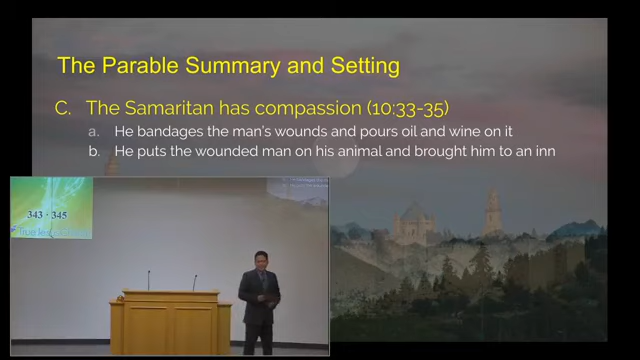 The Parable Summary and Setting
C. The Samaritan has compassion (10:33-35)
a. He bandages the man's wounds and pours oil and wine on it
b. He puts the wounded man on his animal and brought him to an inn
343 · 345